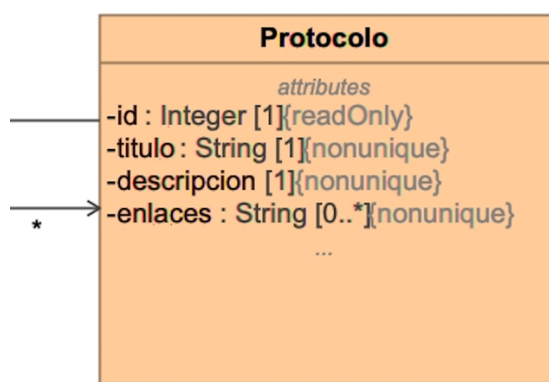 Protocolo
attributes
-id : Integer [1]{readOnly}
-titulo : String [1]{nonunique}
-descripcion [1]{nonunique}
-enlaces : String [0..*]{nonunique}
*
...